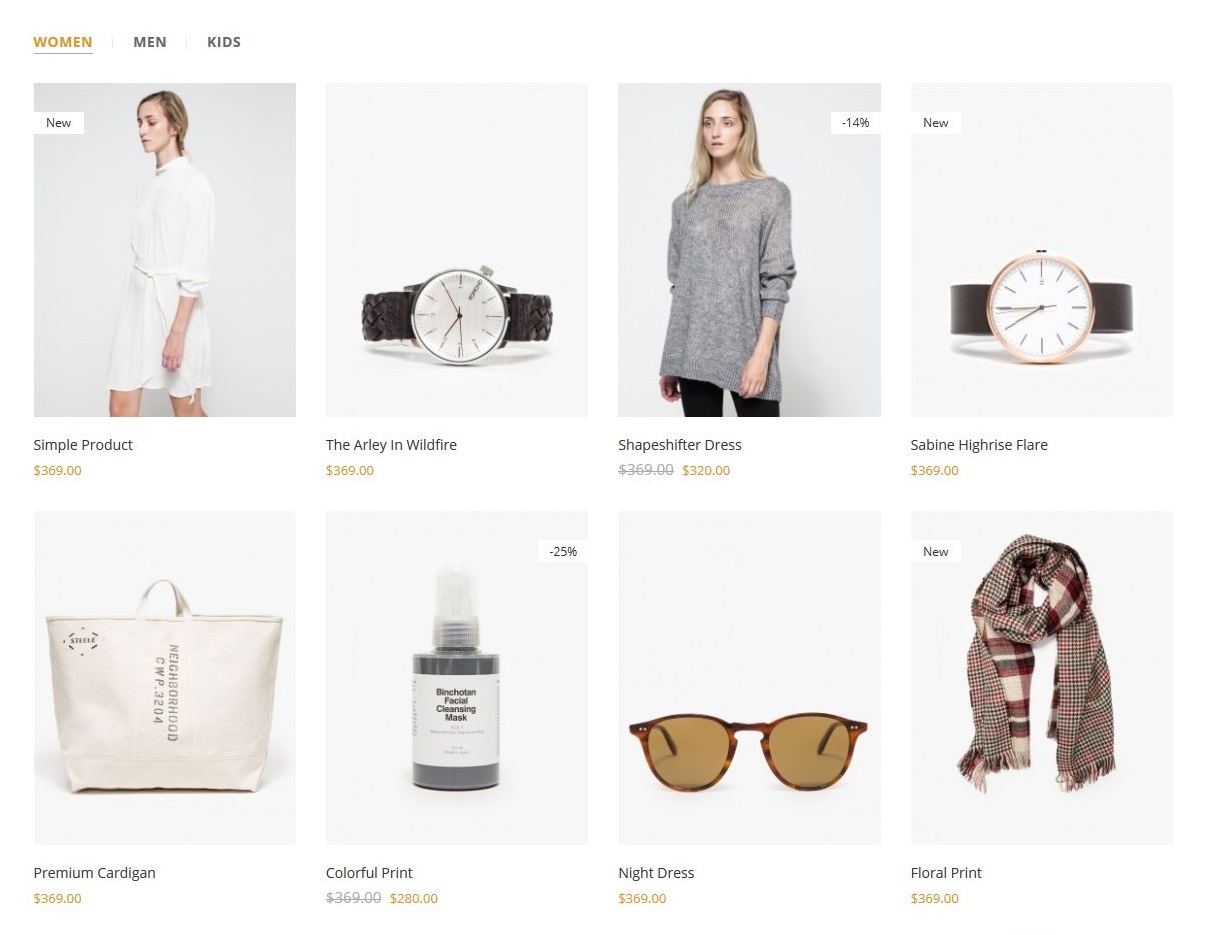 WOMEN | MEN | KIDS
New
-14%
New
Simple Product
The Arley In Wildfire
Shapeshifter Dress
Sabine Highrise Flare
$369.00
$369.00
$369.00 $320.00
$369.00
-25%
New
STEELE
NEIGHBORHOOD
CWP.3204
Binchotan
Facial
Cleansing
Mask
Premium Cardigan
Colorful Print
Night Dress
Floral Print
$369.00
$369.00 $280.00
$369.00
$369.00